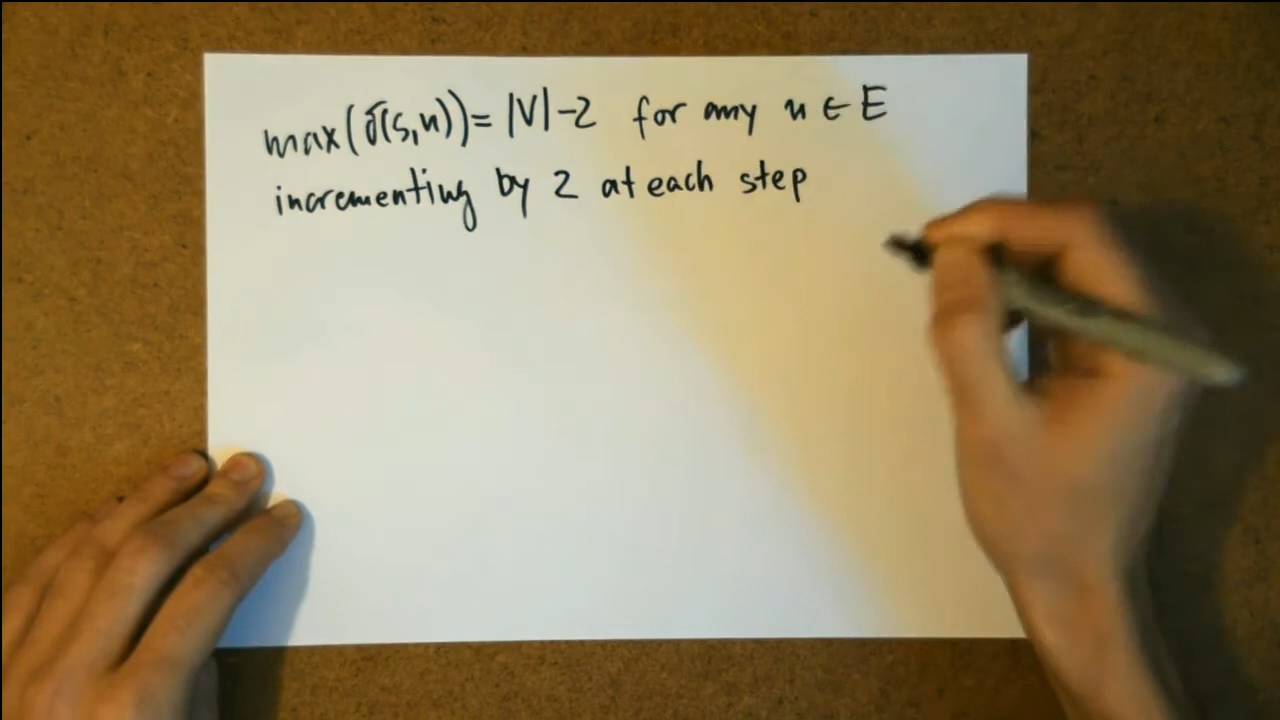 max(δ(s,u))= |V|-2 for any u ∈ E
incrementing by 2 at each step